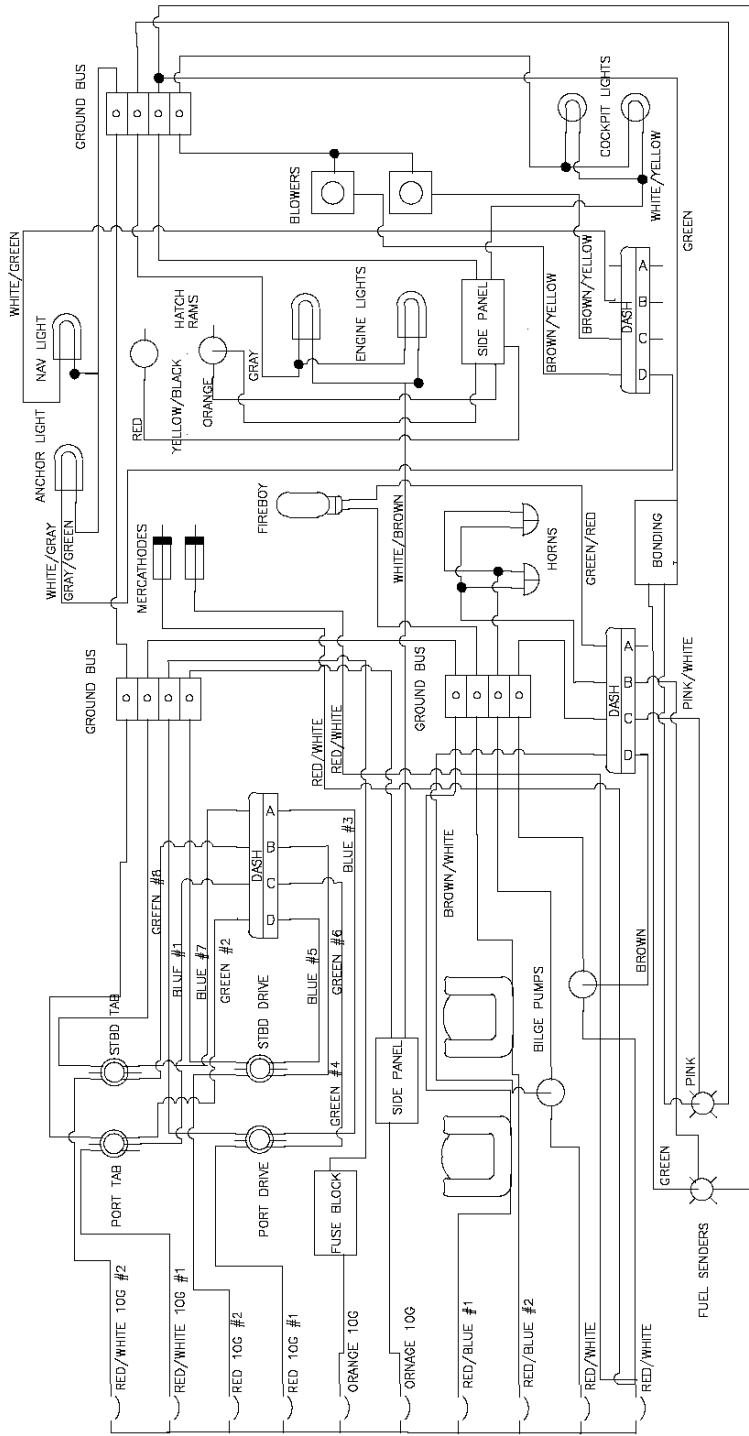 NAV LIGHT
WHITE/GREEN
ANCHOR LIGHT
WHITE/GRAY
GRAY/GREEN
GROUND BUS
GROUND BUS
MERCATHODES
RED
YELLOW/BLACK
HATCH
RAMS
ORANGE
GRAY
BLOWERS
ENGINE LIGHTS
FIREBOY
RED/WHITE
RED/WHITE
WHITE/BROWN
GROUND BUS
SIDE PANEL
HORNS
BROWN/YELLOW
BROWN/YELLOW
COCKPIT LIGHTS
WHITE/YELLOW
GREEN
DASH
D C B A
GREEN/RED
BONDING
DASH
D C B A
PINK/WHITE
STBD TAB
PORT TAB
GREEN #8
BLUE #1
BLUE #7
GREEN #2
STBD DRIVE
PORT DRIVE
DASH
D C B A
BLUE #5
GREEN #6
BLUE #3
GREEN #4
FUSE BLOCK
SIDE PANEL
BROWN/WHITE
BILGE PUMPS
BROWN
PINK
GREEN
FUEL SENDERS
RED/WHITE 10G #2
RED/WHITE 10G #1
RED 10G #2
RED 10G #1
ORANGE 10G
ORNAGE 10G
RED/BLUE #1
RED/BLUE #2
RED/WHITE
RED/WHITE